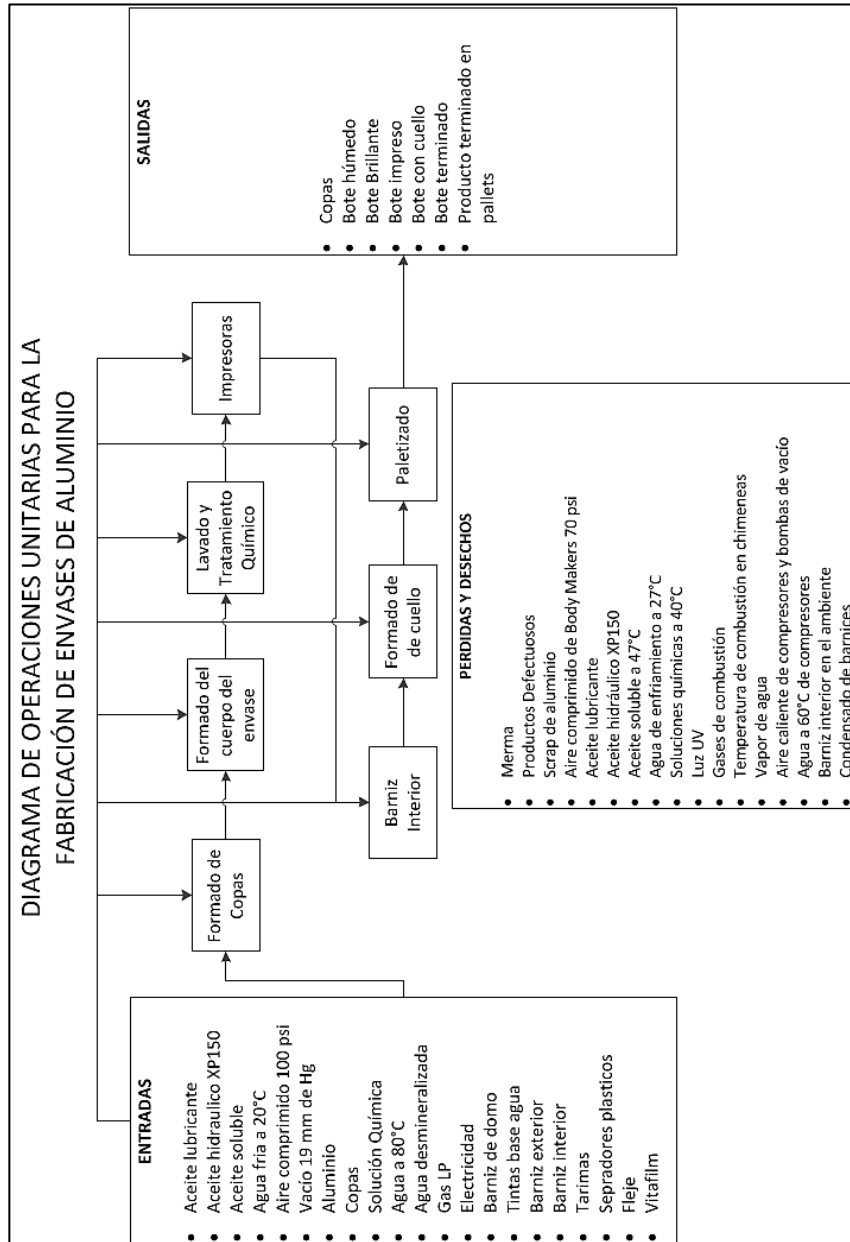 DIAGRAMA DE OPERACIONES UNITARIAS PARA LA
FABRICACIÓN DE ENVASES DE ALUMINIO
ENTRADAS
• Aceite lubricante
• Aceite hidraulico XP150
• Aceite soluble
• Agua fria a 20°C
• Aire comprimido 100 psi
• Vacío 19 mm de Hg
• Aluminio
• Copas
• Solución Química
• Agua a 80°C
• Agua desmineralizada
• Gas LP
• Electricidad
• Barniz de domo
• Tintas base agua
• Barniz exterior
• Barniz interior
• Tarimas
• Sepradores plasticos
• Fleje
• Vitafilm
Formado de
Copas
Formado del
cuerpo del
envase
Lavado y
Tratamiento
Químico
Impresoras
Barniz
Interior
Formado de
de cuello
Paletizado
SALIDAS
• Copas
• Bote húmedo
• Bote Brillante
• Bote impreso
• Bote con cuello
• Bote terminado
• Producto terminado en
pallets
PERDIDAS Y DESECHOS
• Merma
• Productos Defectuosos
• Scrap de aluminio
• Aire comprimido de Body Makers 70 psi
• Aceite lubricante
• Aceite hidráulico XP150
• Aceite soluble a 47°C
• Agua de enfriamiento a 27°C
• Soluciones químicas a 40°C
• Luz UV
• Gases de combustión
• Temperatura de combustión en chimeneas
• Vapor de agua
• Aire caliente de compresores y bombas de vacío
• Agua a 60°C de compresores
• Barniz interior en el ambiente
• Condensado de barnices